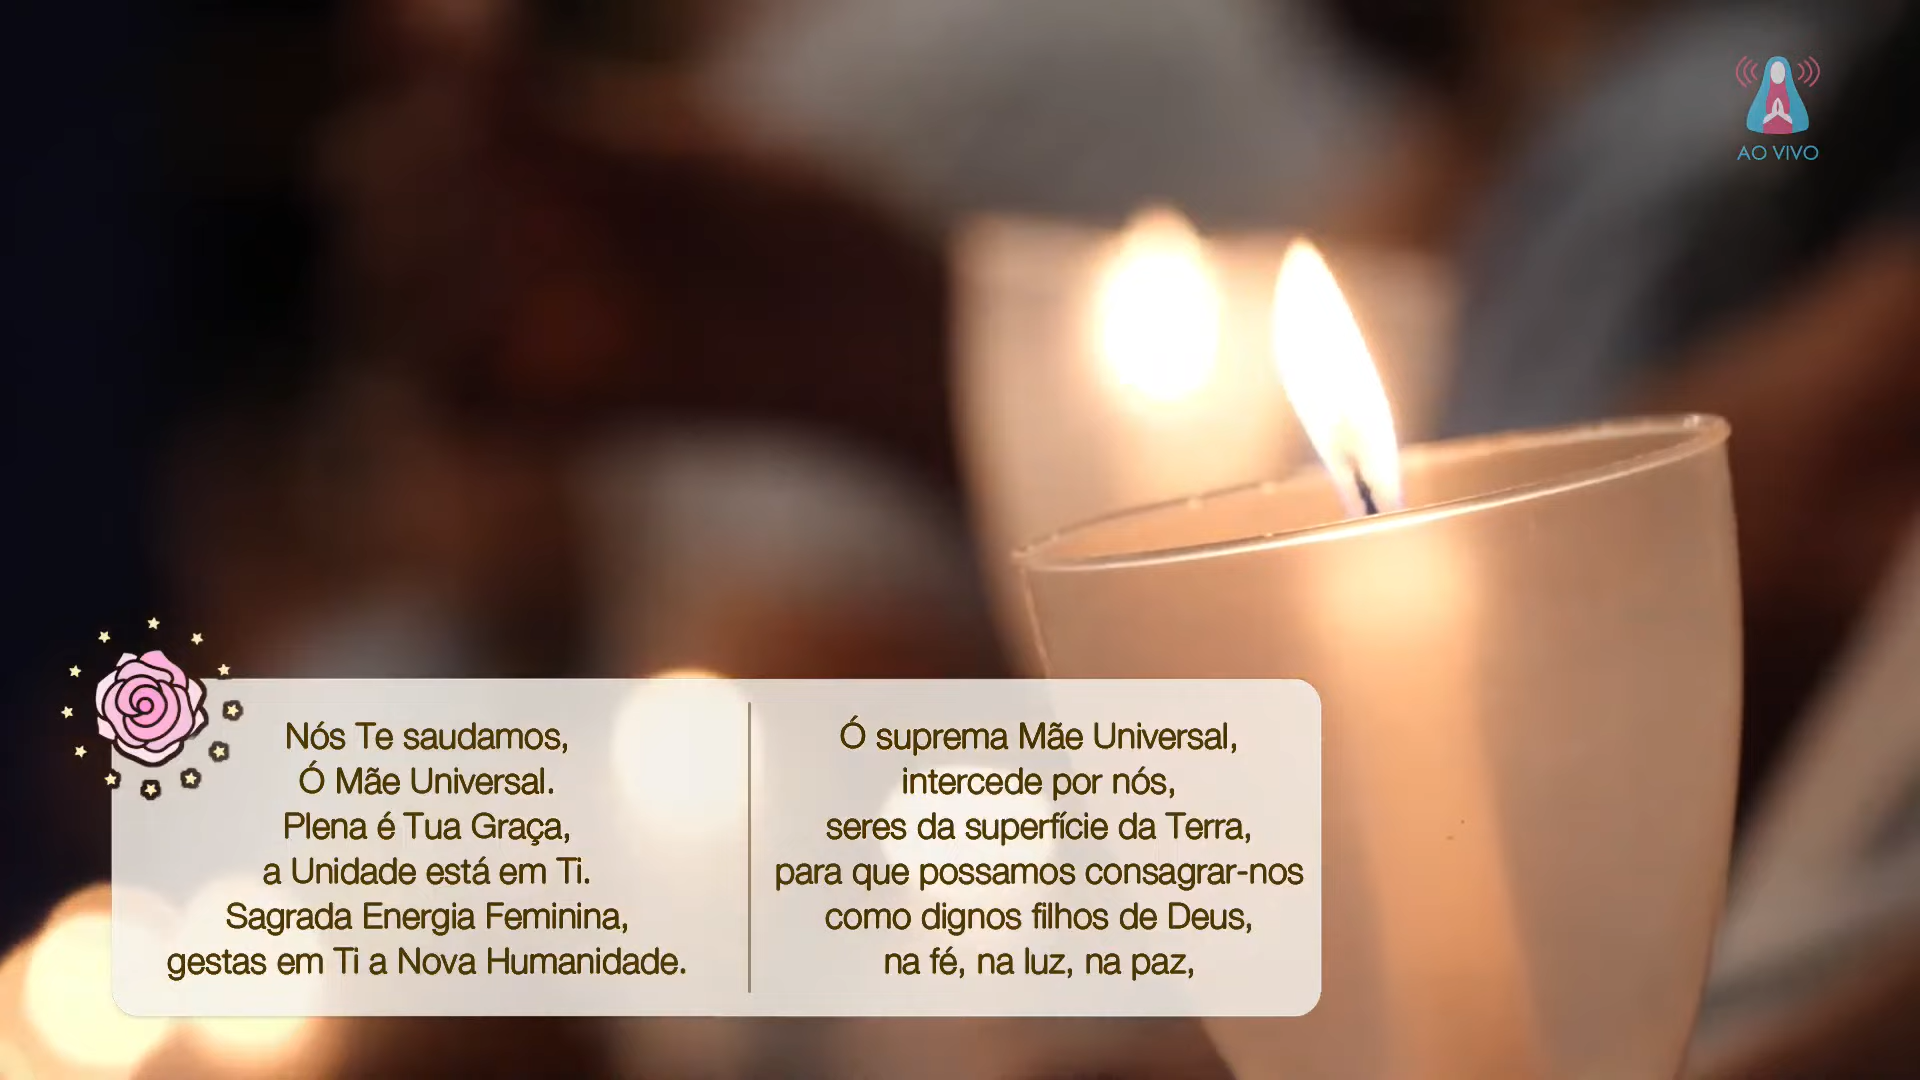 AO VIVO
Nós Te saudamos,
Ó Mãe Universal.
Plena é Tua Graça,
a Unidade está em Ti.
Sagrada Energia Feminina,
gestas em Ti a Nova Humanidade.
Ó suprema Mãe Universal,
intercede por nós,
seres da superfície da Terra,
para que possamos consagrar-nos
como dignos filhos de Deus,
na fé, na luz, na paz,